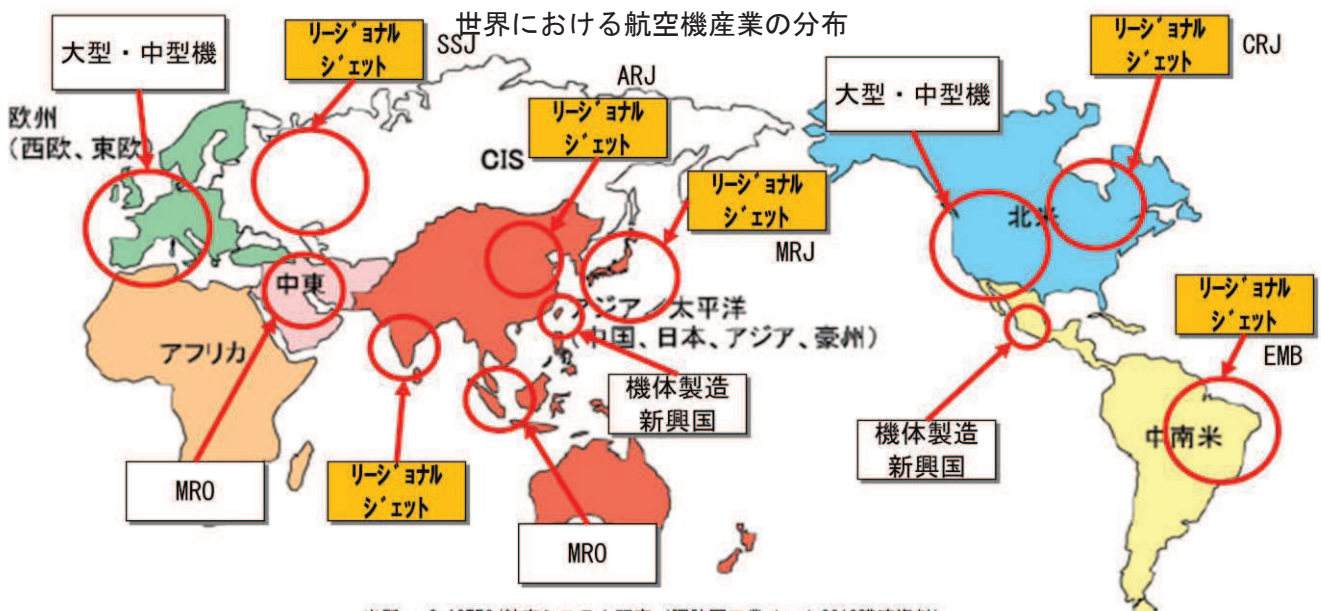 世界における航空機産業の分布
大型・中型機
リージョナル
ジェット
SSJ
ARJ
リージョナル
ジェット
大型・中型機
リージョナル
ジェット
CRJ
欧州
(西欧、東欧)
CIS
リージョナル
ジェット
MRJ
北米
中東
アジア/太平洋
(中国、日本、アジア、豪州)
アフリカ
リージョナル
ジェット
EMB
機体製造
新興国
機体製造
新興国
中南米
MRO
リージョナル
ジェット
MRO